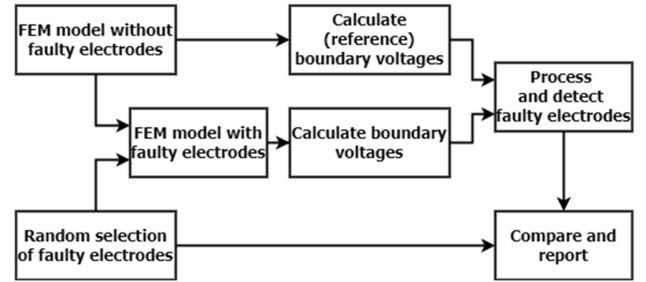 FEM model without
faulty electrodes
Calculate
(reference)
boundary voltages
Process
and detect
faulty electrodes
FEM model with
faulty electrodes
Calculate boundary
voltages
Random selection
of faulty electrodes
Compare and
report